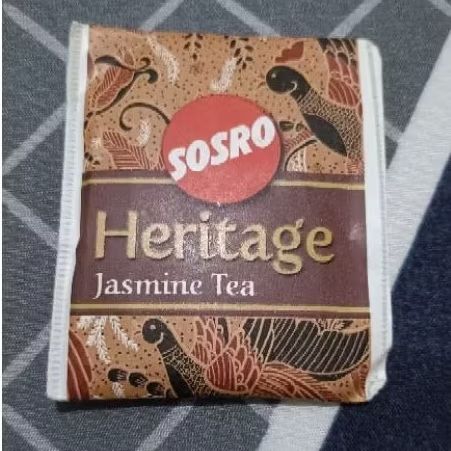 SOSRO
Heritage
Jasmine Tea